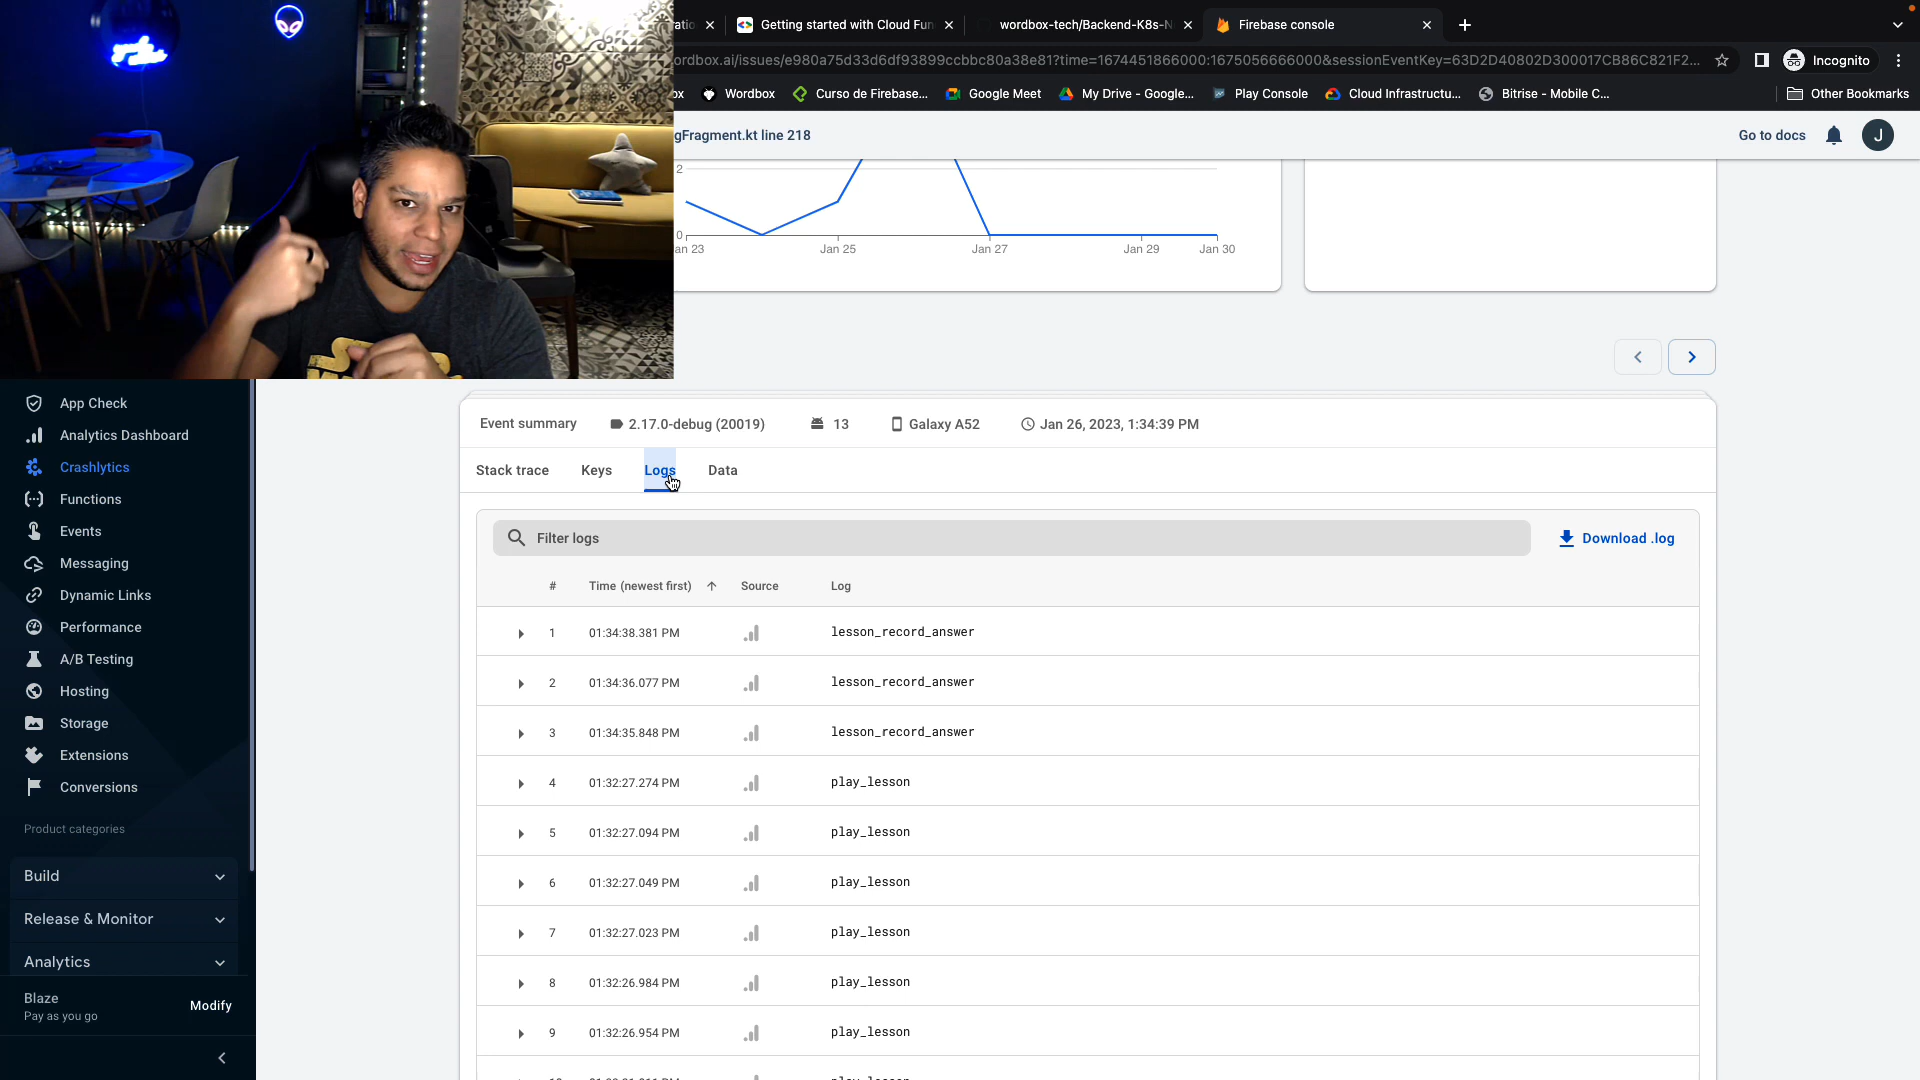 Getting started with Cloud Fun
wordbox-tech/Backend-K8s-N
Firebase console
ordbox.ai/issues/e980a75d33d6df93899ccbbc80a38e81?time=1674451866000:1675056666000&sessionEventKey=63D2D40802D300017CB86C821F2...
Incognito
Wordbox
Curso de Firebase...
Google Meet
My Drive - Google...
Play Console
Cloud Infrastructu...
Bitrise - Mobile C...
Other Bookmarks
gFragment.kt line 218
Go to docs
J
2
0
an 23
Jan 25
Jan 27
Jan 29
Jan 30
App Check
Analytics Dashboard
Crashlytics
Functions
Events
Messaging
Dynamic Links
Performance
A/B Testing
Hosting
Storage
Extensions
Conversions
Product categories
Build
Release & Monitor
Analytics
Blaze
Pay as you go
Modify
Event summary
2.17.0-debug (20019)
13
Galaxy A52
Jan 26, 2023, 1:34:39 PM
Stack trace
Keys
Logs
Data
Filter logs
Download .log
# Time (newest first) Source Log
1 01:34:38.381 PM lesson_record_answer
2 01:34:36.077 PM lesson_record_answer
3 01:34:35.848 PM lesson_record_answer
4 01:32:27.274 PM play_lesson
5 01:32:27.094 PM play_lesson
6 01:32:27.049 PM play_lesson
7 01:32:27.023 PM play_lesson
8 01:32:26.984 PM play_lesson
9 01:32:26.954 PM play_lesson